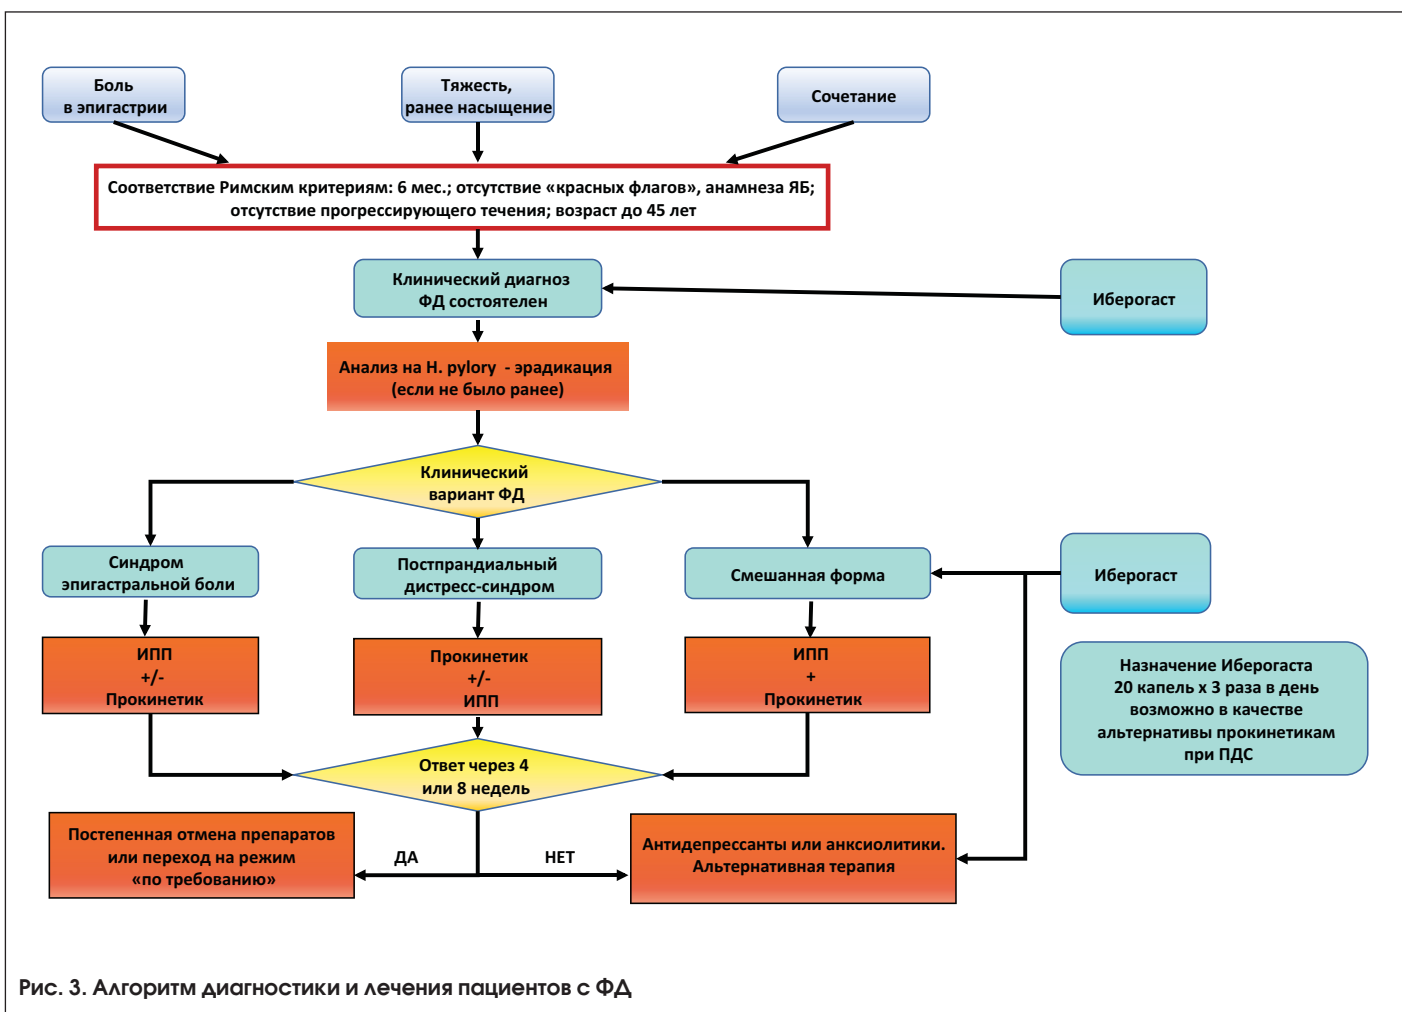 Боль
в эпигастрии
Тяжесть,
ранее насыщение
Сочетание
Соответствие Римским критериям: 6 мес.; отсутствие «красных флагов», анамнеза ЯБ;
отсутствие прогрессирующего течения; возраст до 45 лет
Клинический диагноз
ФД состоятелен
Иберогаст
Анализ на H. pylory - эрадикация
(если не было ранее)
Клинический
вариант ФД
Синдром
эпигастральной боли
Постпрандиальный
дистресс-синдром
Смешанная форма
Иберогаст
ИПП
+/-
Прокинетик
Прокинетик
+/-
ИПП
ИПП
+
Прокинетик
Назначение Иберогаста
20 капель х 3 раза в день
возможно в качестве
альтернативы прокинетикам
при ПДС
Ответ через 4
или 8 недель
Постепенная отмена препаратов
или переход на режим
«по требованию»
ДА
НЕТ
Антидепрессанты или анксиолитики.
Альтернативная терапия
Рис. 3. Алгоритм диагностики и лечения пациентов с ФД